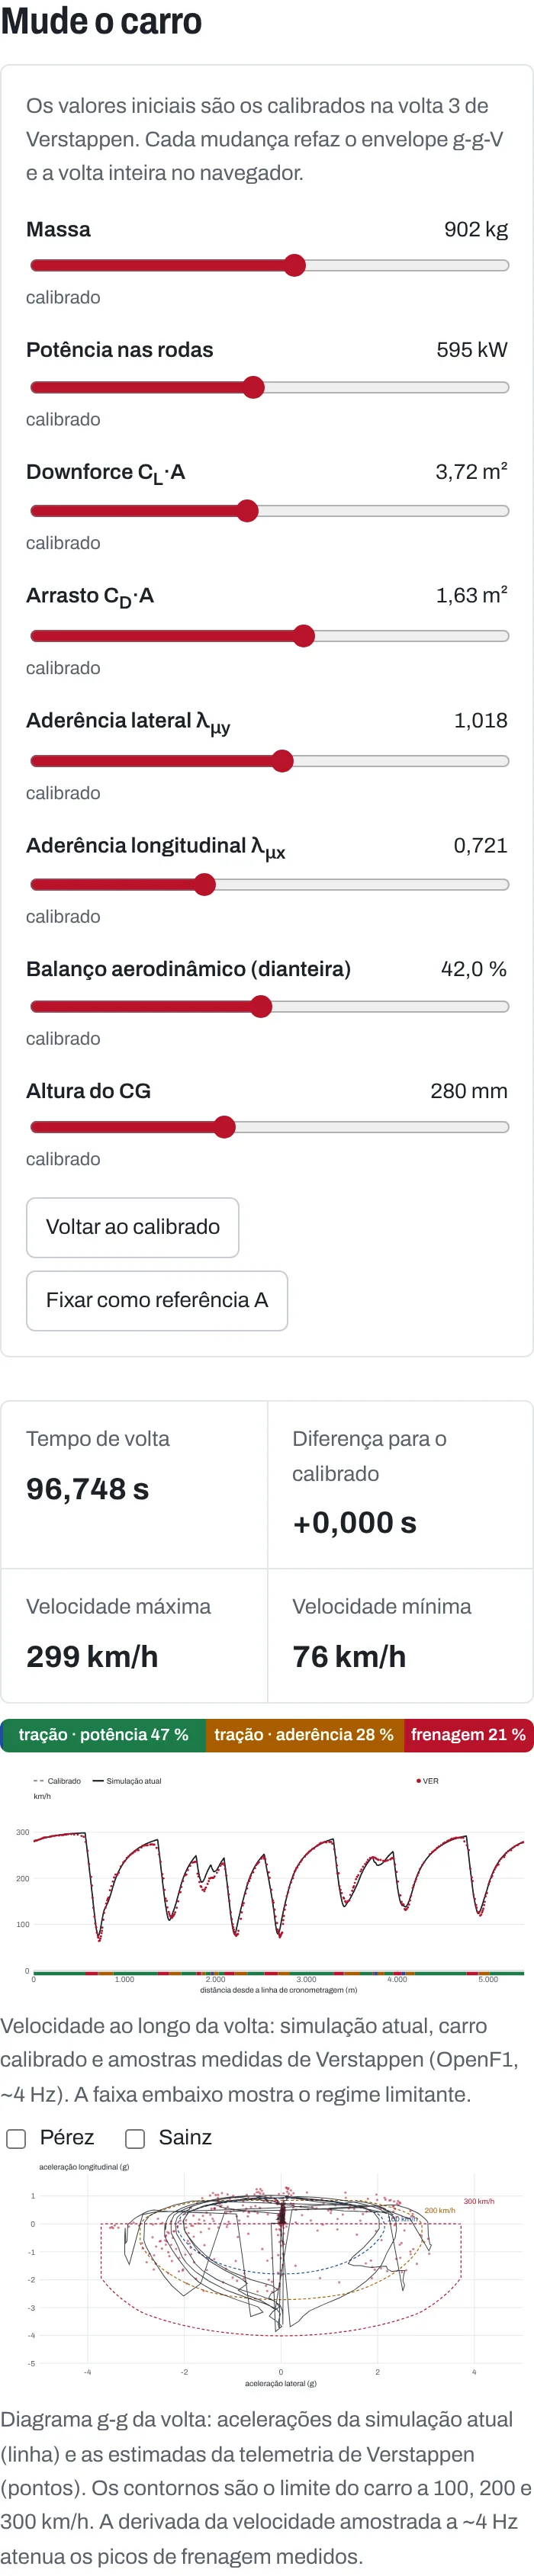 Mude o carro
Os valores iniciais são os calibrados na volta 3 de
Verstappen. Cada mudança refaz o envelope g-g-V
e a volta inteira no navegador.
Massa 902 kg
calibrado
Potência nas rodas 595 kW
calibrado
Downforce C_L·A 3,72 m²
calibrado
Arrasto C_D·A 1,63 m²
calibrado
Aderência lateral λ_μy 1,018
calibrado
Aderência longitudinal λ_μx 0,721
calibrado
Balanço aerodinâmico (dianteira) 42,0 %
calibrado
Altura do CG 280 mm
calibrado
Voltar ao calibrado
Fixar como referência A
Tempo de volta
96,748 s
Diferença para o
calibrado
+0,000 s
Velocidade máxima
299 km/h
Velocidade mínima
76 km/h
tração · potência 47 % tração · aderência 28 % frenagem 21 %
Calibrado Simulação atual VER
km/h
300
200
100
0
0 1.000 2.000 3.000 4.000 5.000
distância desde a linha de cronometragem (m)
Velocidade ao longo da volta: simulação atual, carro
calibrado e amostras medidas de Verstappen (OpenF1,
~4 Hz). A faixa embaixo mostra o regime limitante.
Pérez Sainz
aceleração longitudinal (g)
300 km/h
200 km/h
100 km/h
1
0
-1
-2
-3
-4
-5
-4 -2 0 2 4
aceleração lateral (g)
Diagrama g-g da volta: acelerações da simulação atual
(linha) e as estimadas da telemetria de Verstappen
(pontos). Os contornos são o limite do carro a 100, 200 e
300 km/h. A derivada da velocidade amostrada a ~4 Hz
atenua os picos de frenagem medidos.